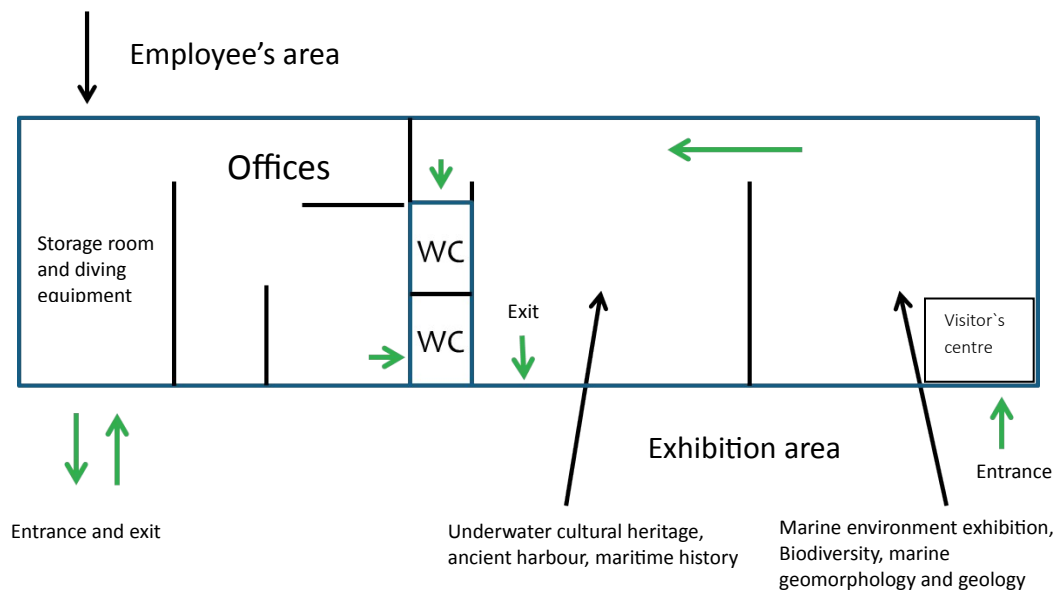 Employee’s area
Offices
Storage room
and diving
equipment
WC
WC
Exit
Visitor`s
centre
Exhibition area
Entrance
Entrance and exit
Underwater cultural heritage,
ancient harbour, maritime history
Marine environment exhibition,
Biodiversity, marine
geomorphology and geology